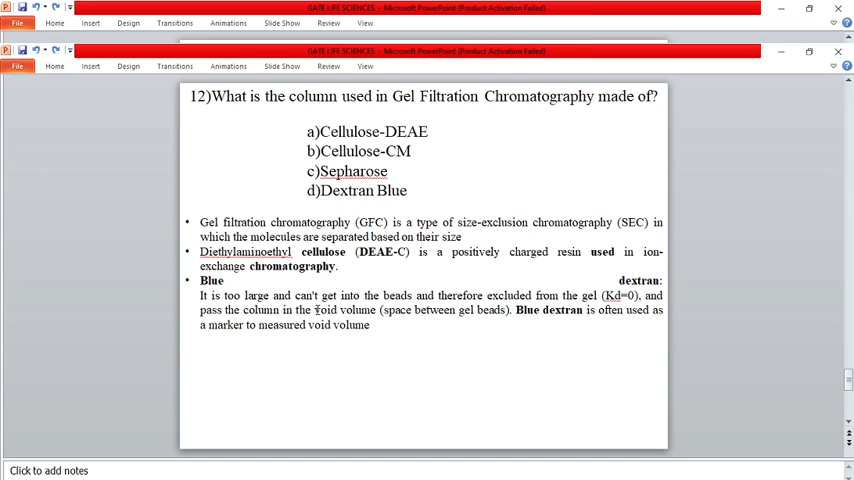 GATE LIFE SCIENCES - Microsoft PowerPoint (Product Activation Failed)
File Home Insert Design Transitions Animations Slide Show Review View
GATE LIFE SCIENCES - Microsoft PowerPoint (Product Activation Failed)
File Home Insert Design Transitions Animations Slide Show Review View
12)What is the column used in Gel Filtration Chromatography made of?
a)Cellulose-DEAE
b)Cellulose-CM
c)Sepharose
d)Dextran Blue
• Gel filtration chromatography (GFC) is a type of size-exclusion chromatography (SEC) in
which the molecules are separated based on their size
• Diethylaminoethyl cellulose (DEAE-C) is a positively charged resin used in ion-
exchange chromatography.
• Blue dextran:
It is too large and can't get into the beads and therefore excluded from the gel (Kd=0), and
pass the column in the void volume (space between gel beads). Blue dextran is often used as
a marker to measured void volume
Click to add notes